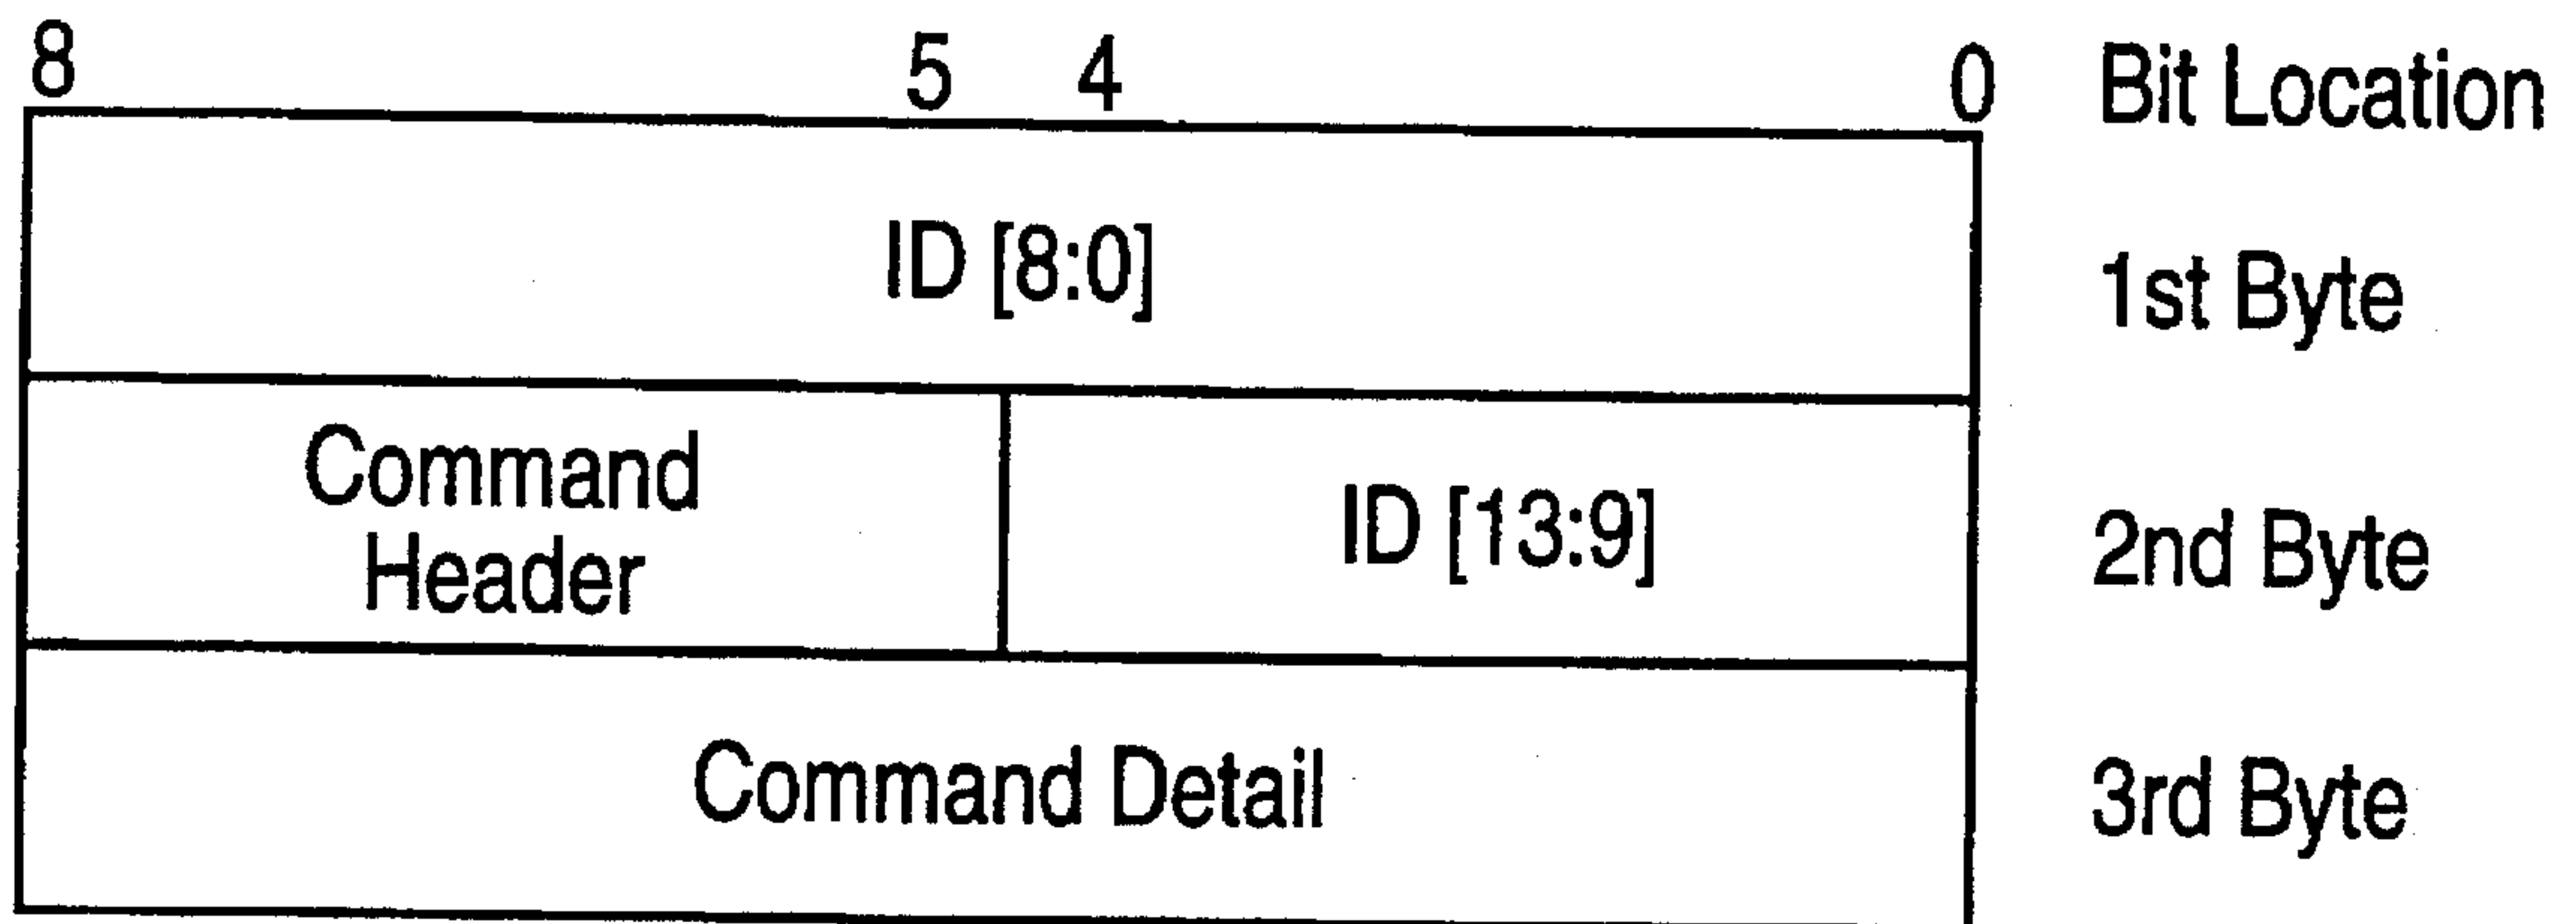 8 5 4 0 Bit Location
ID [8:0] 1st Byte
Command
Header
ID [13:9] 2nd Byte
Command Detail 3rd Byte